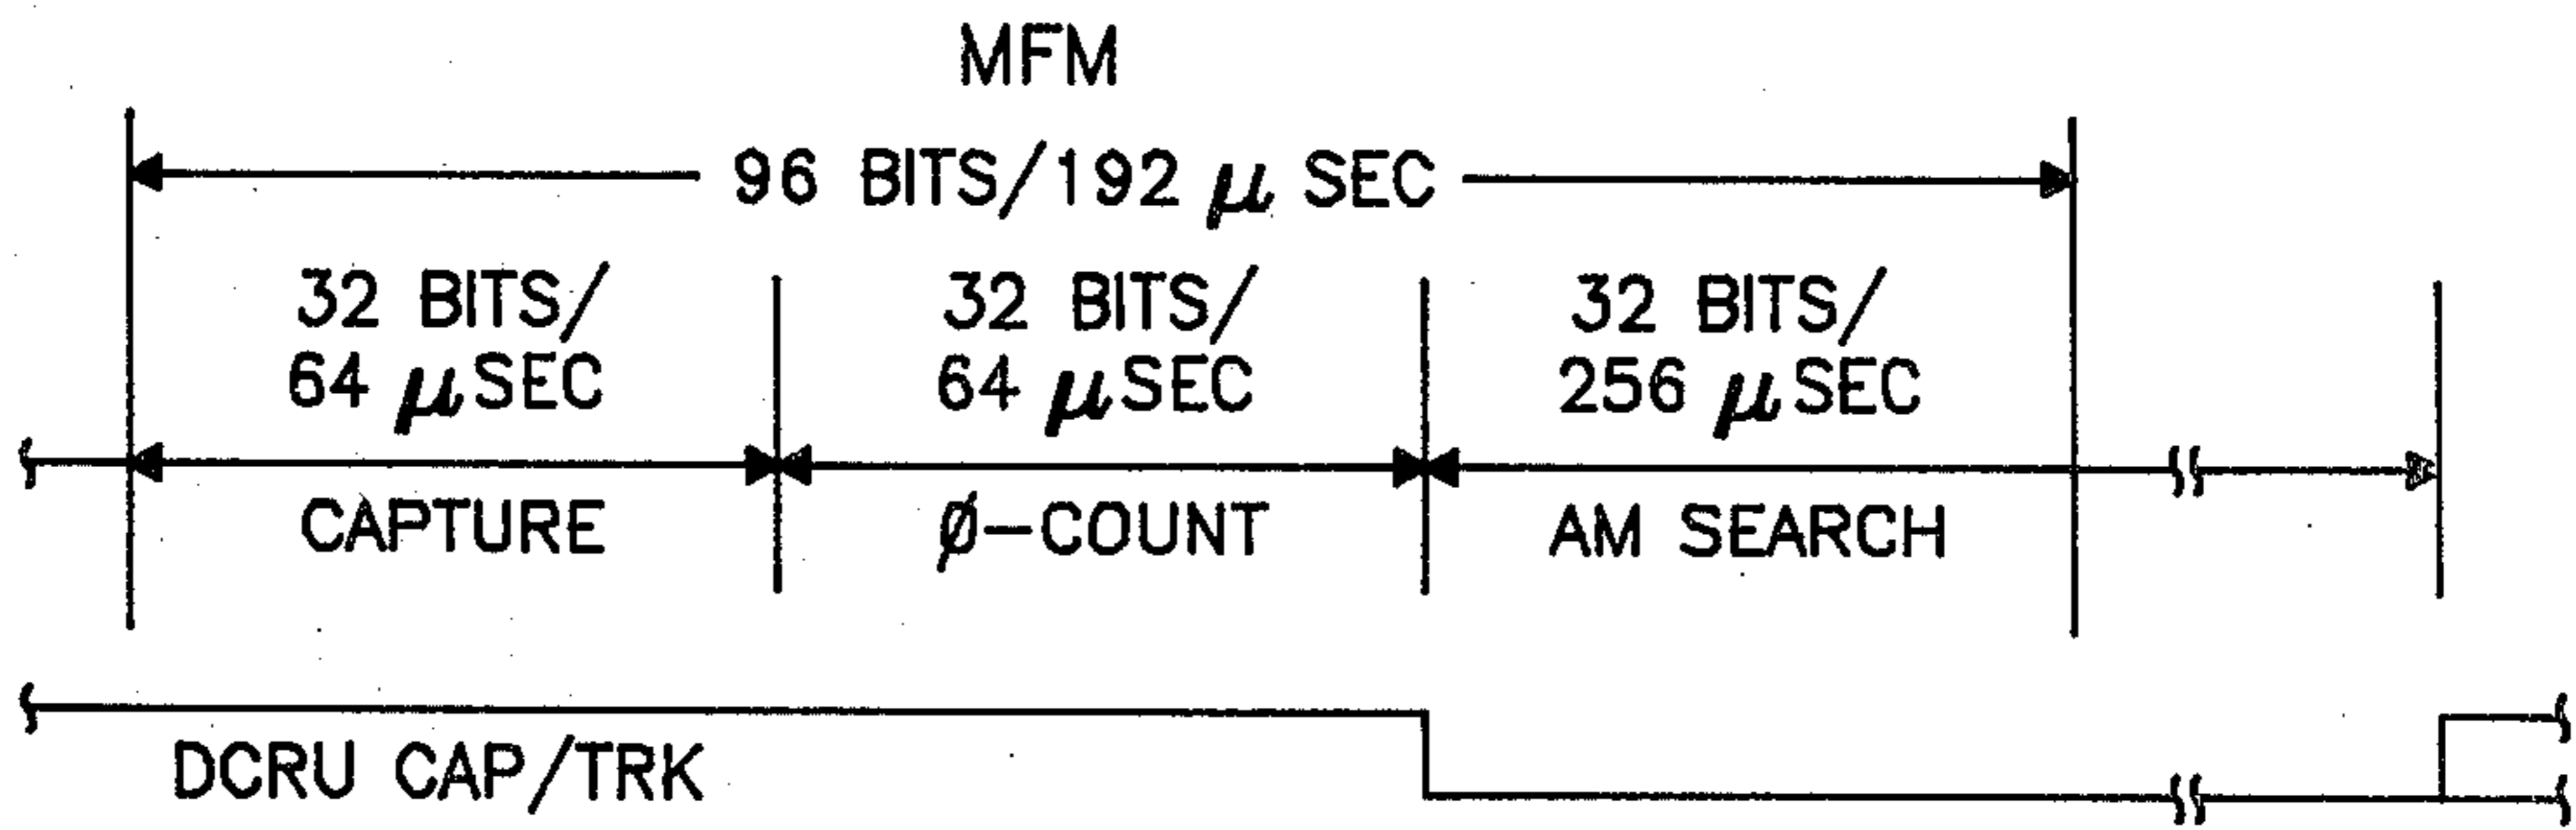 MFM
96 BITS/192 μ SEC
32 BITS/
64 μSEC
32 BITS/
64 μSEC
32 BITS/
256 μSEC
CAPTURE
Ø-COUNT
AM SEARCH
DCRU CAP/TRK